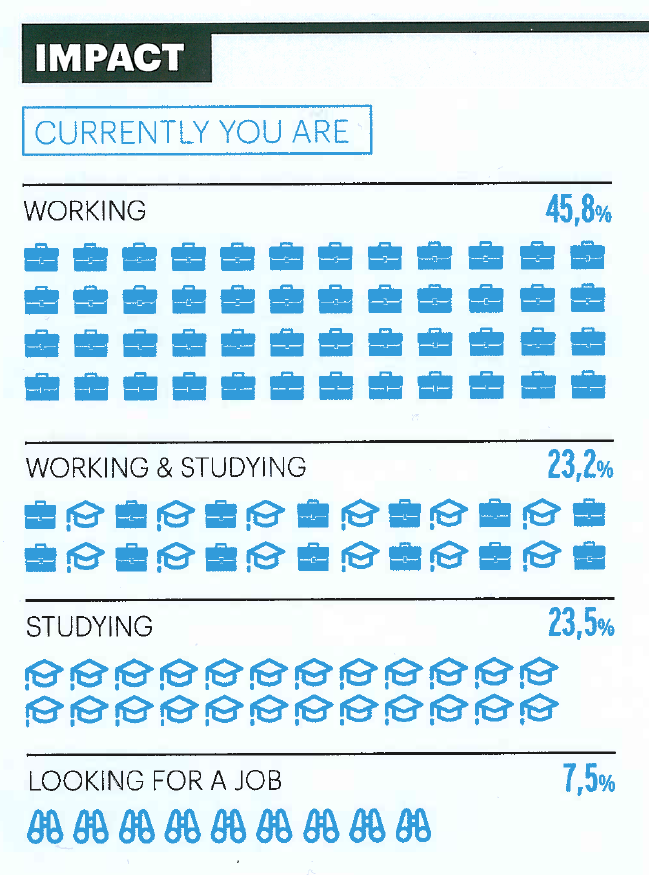 IMPACT
CURRENTLY YOU ARE
WORKING 45,8%
WORKING & STUDYING 23,2%
STUDYING 23,5%
LOOKING FOR A JOB 7,5%